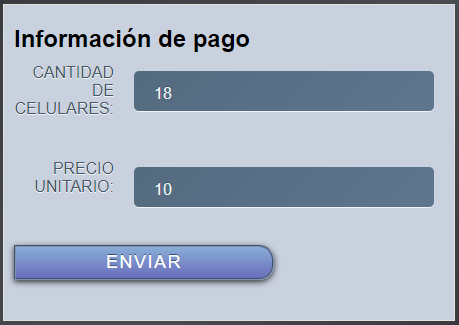 Información de pago
CANTIDAD
DE
CELULARES:
18
PRECIO
UNITARIO:
10
ENVIAR